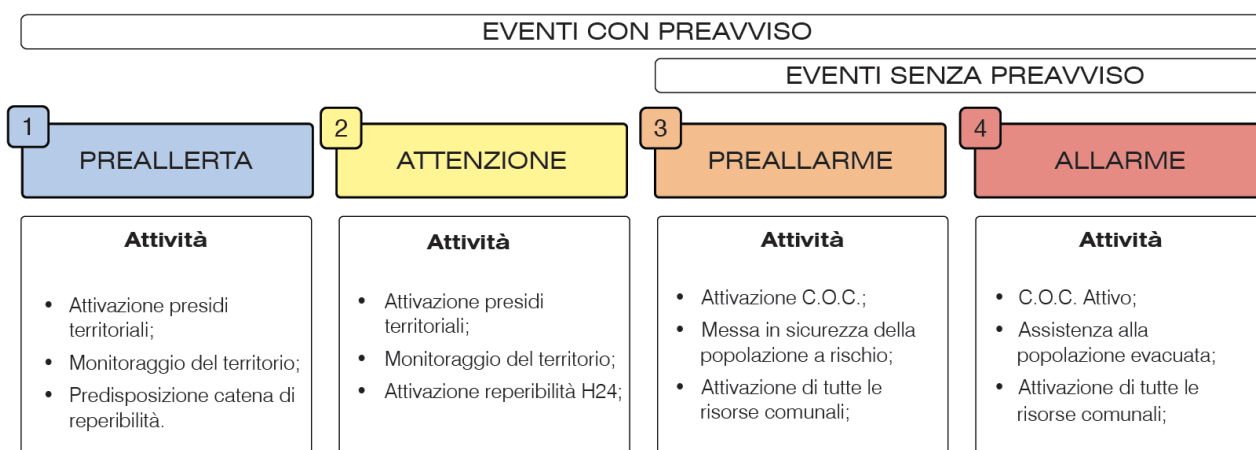 EVENTI CON PREAVVISO
EVENTI SENZA PREAVVISO
1
PREALLERTA
2
ATTENZIONE
3
PREALLARME
4
ALLARME
Attività
• Attivazione presidi
territoriali;
• Monitoraggio del territorio;
• Predisposizione catena di
reperibilità.
Attività
• Attivazione presidi
territoriali;
• Monitoraggio del territorio;
• Attivazione reperibilità H24;
Attività
• Attivazione C.O.C.;
• Messa in sicurezza della
popolazione a rischio;
• Attivazione di tutte le
risorse comunali;
Attività
• C.O.C. Attivo;
• Assistenza alla
popolazione evacuata;
• Attivazione di tutte le
risorse comunali;